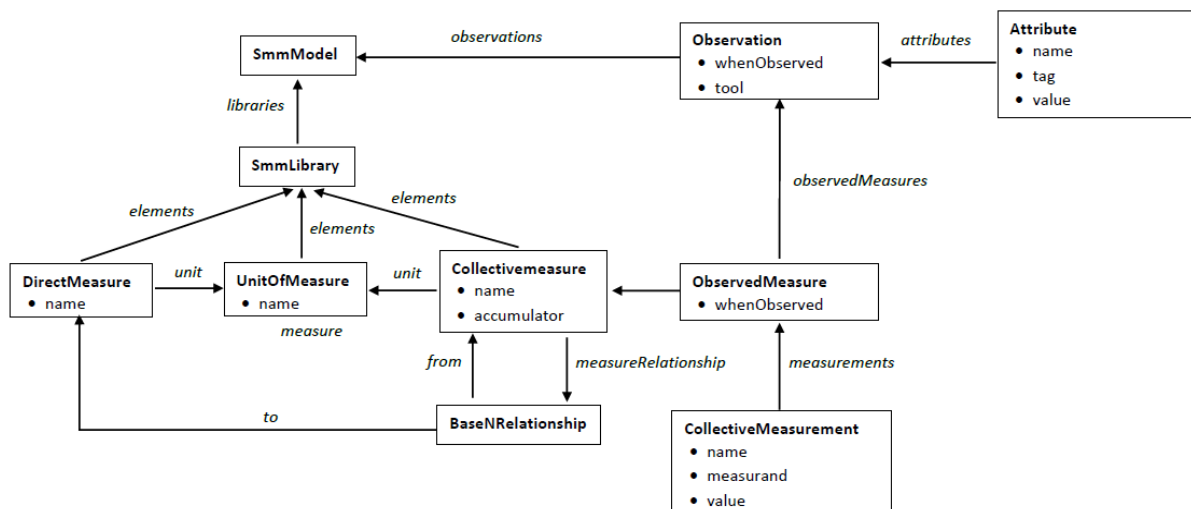 SmmModel
observations
Observation
• whenObserved
• tool
attributes
Attribute
• name
• tag
• value
libraries
SmmLibrary
observedMeasures
elements
elements
elements
DirectMeasure
• name
unit
UnitOfMeasure
• name
unit
Collectivemeasure
• name
• accumulator
ObservedMeasure
• whenObserved
measure
from
measureRelationship
measurements
to
BaseNRelationship
CollectiveMeasurement
• name
• measurand
• value